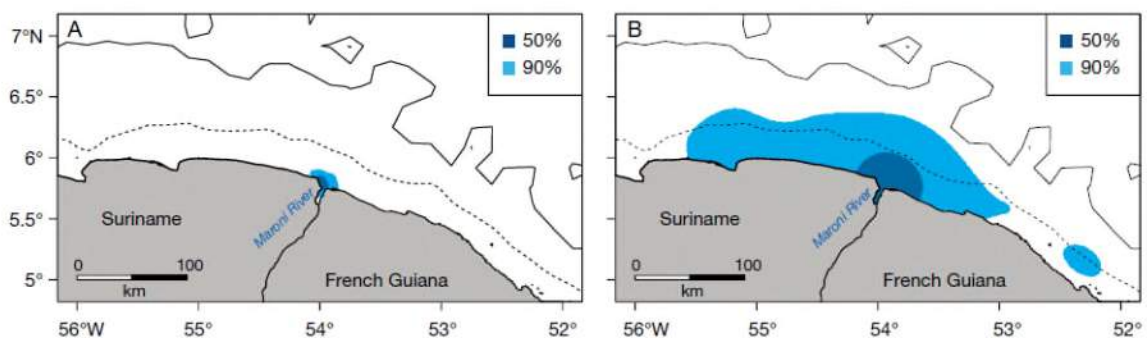 A
B
7°N
6.5°
6°
5.5°
5°
50%
90%
50%
90%
Maroni River
Maroni River
Suriname
Suriname
0 100
km
0 100
km
French Guiana
French Guiana
56°W 55° 54° 53° 52°
56°W 55° 54° 53° 52°